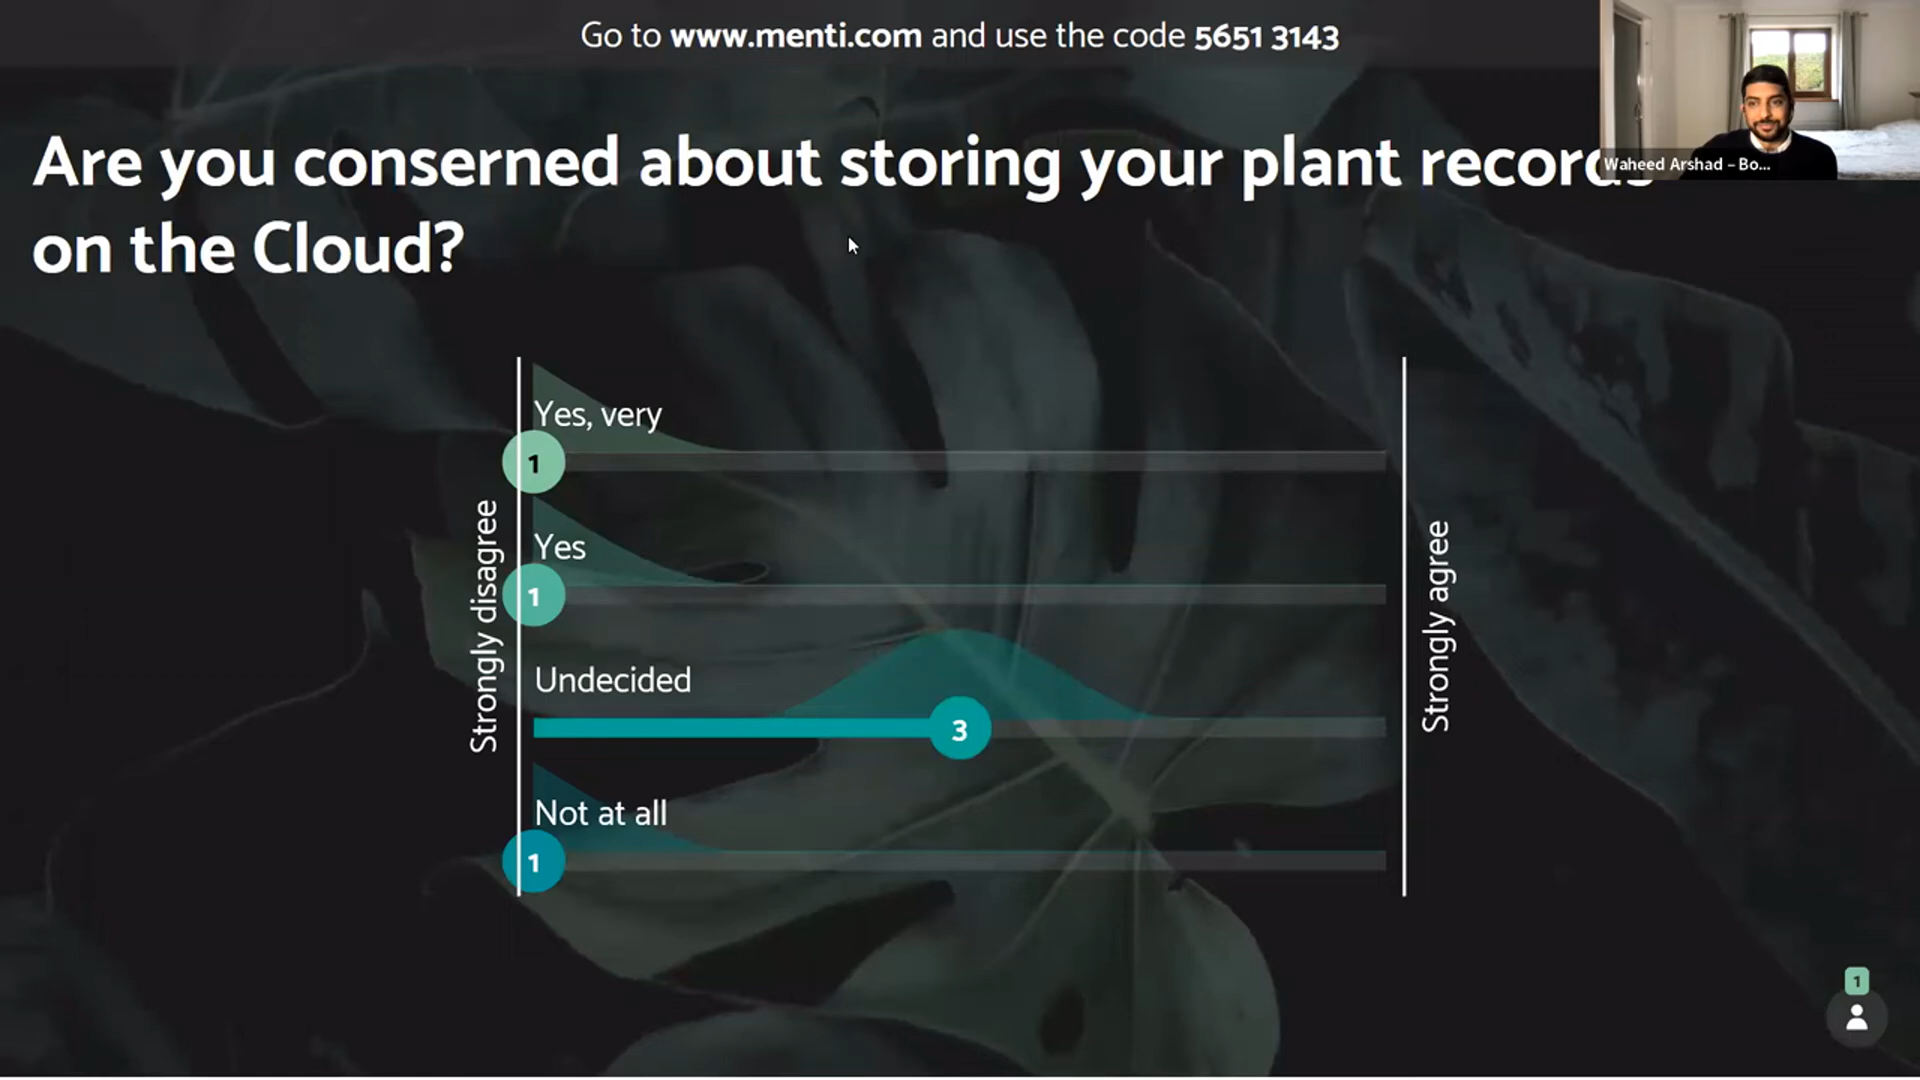 Go to www.menti.com and use the code 5651 3143
Are you conserned about storing your plant records
on the Cloud?
Waheed Arshad – Bo...
Yes, very
1
Yes
1
Undecided
3
Not at all
1
Strongly disagree
Strongly agree
1